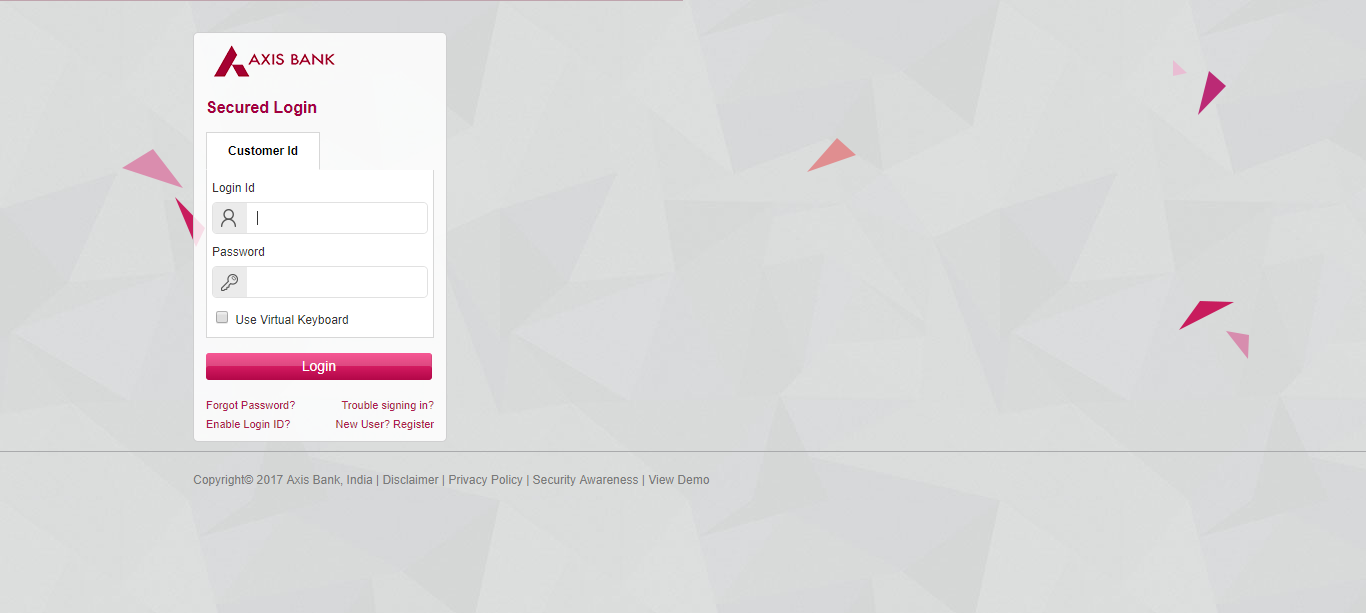 AXIS BANK
Secured Login
Customer Id
Login Id
Password
Use Virtual Keyboard
Login
Forgot Password? Trouble signing in?
Enable Login ID? New User? Register
Copyright© 2017 Axis Bank, India | Disclaimer | Privacy Policy | Security Awareness | View Demo